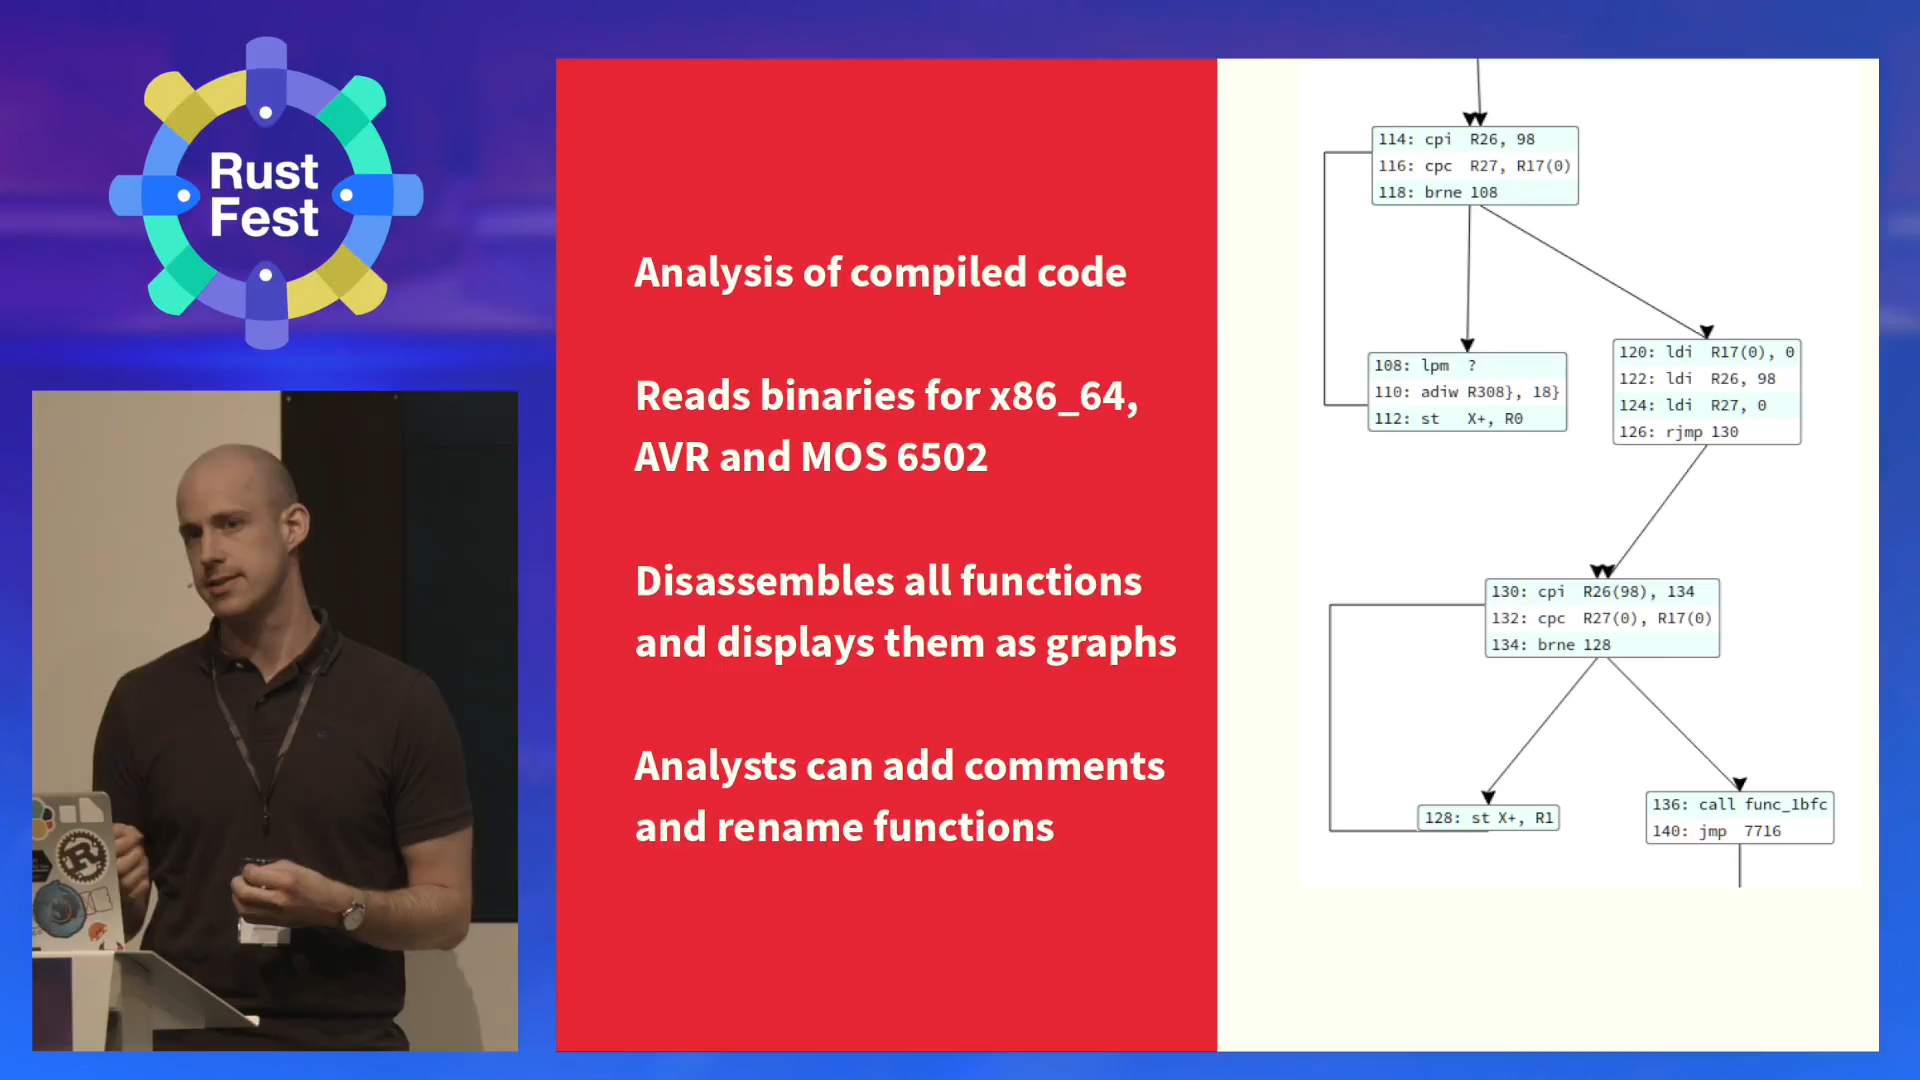 Rust
Fest
Analysis of compiled code
Reads binaries for x86_64,
AVR and MOS 6502
Disassembles all functions
and displays them as graphs
Analysts can add comments
and rename functions
114: cpi R26, 98
116: cpc R27, R17(0)
118: brne 108
108: lpm ?
110: adiw R308}, 18}
112: st X+, R0
120: ldi R17(0), 0
122: ldi R26, 98
124: ldi R27, 0
126: rjmp 130
130: cpi R26(98), 134
132: cpc R27(0), R17(0)
134: brne 128
128: st X+, R1
136: call func_1bfc
140: jmp 7716
R